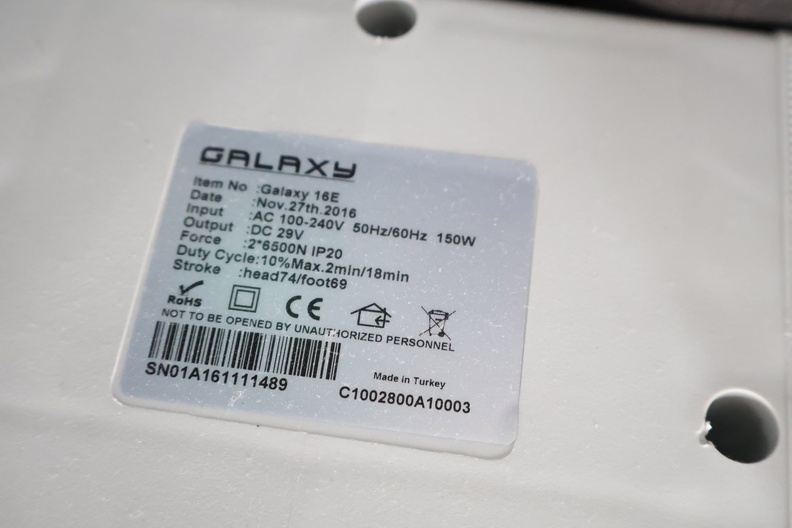 GALAXY
Item No :Galaxy 16E
Date :Nov.27th.2016
Input :AC 100-240V 50Hz/60Hz 150W
Output :DC 29V
Force :2*6500N IP20
Duty Cycle:10%Max.2min/18min
Stroke :head74/foot69
RoHS CE
NOT TO BE OPENED BY UNAUTHORIZED PERSONNEL
SN01A161111489
Made in Turkey
C1002800A10003